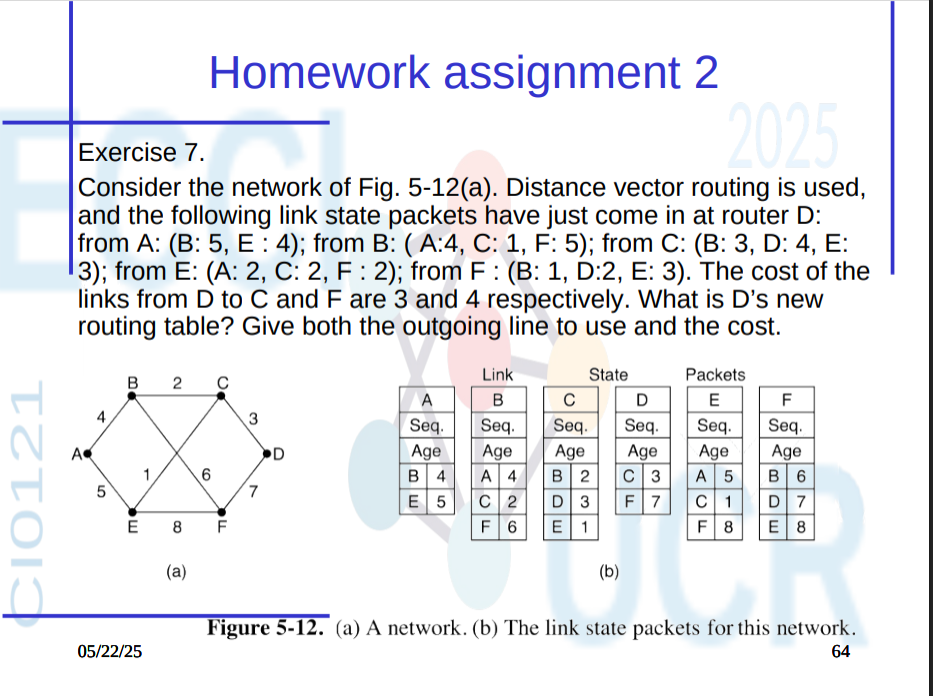 Homework assignment 2
2025
ECCI
Exercise 7.
Consider the network of Fig. 5-12(a). Distance vector routing is used,
and the following link state packets have just come in at router D:
from A: (B: 5, E : 4); from B: ( A:4, C: 1, F: 5); from C: (B: 3, D: 4, E:
3); from E: (A: 2, C: 2, F : 2); from F : (B: 1, D:2, E: 3). The cost of the
links from D to C and F are 3 and 4 respectively. What is D's new
routing table? Give both the outgoing line to use and the cost.
CI0121
B 2 C
4 3
A D
1 6
5 7
E 8 F
(a)
Link State Packets
A B C D E F
Seq. Seq. Seq. Seq. Seq. Seq.
Age Age Age Age Age Age
B 4 A 4 B 2 C 3 A 5 B 6
E 5 C 2 D 3 F 7 C 1 D 7
F 6 E 1 F 8 E 8
(b)
UCR
Figure 5-12. (a) A network. (b) The link state packets for this network.
05/22/25
64